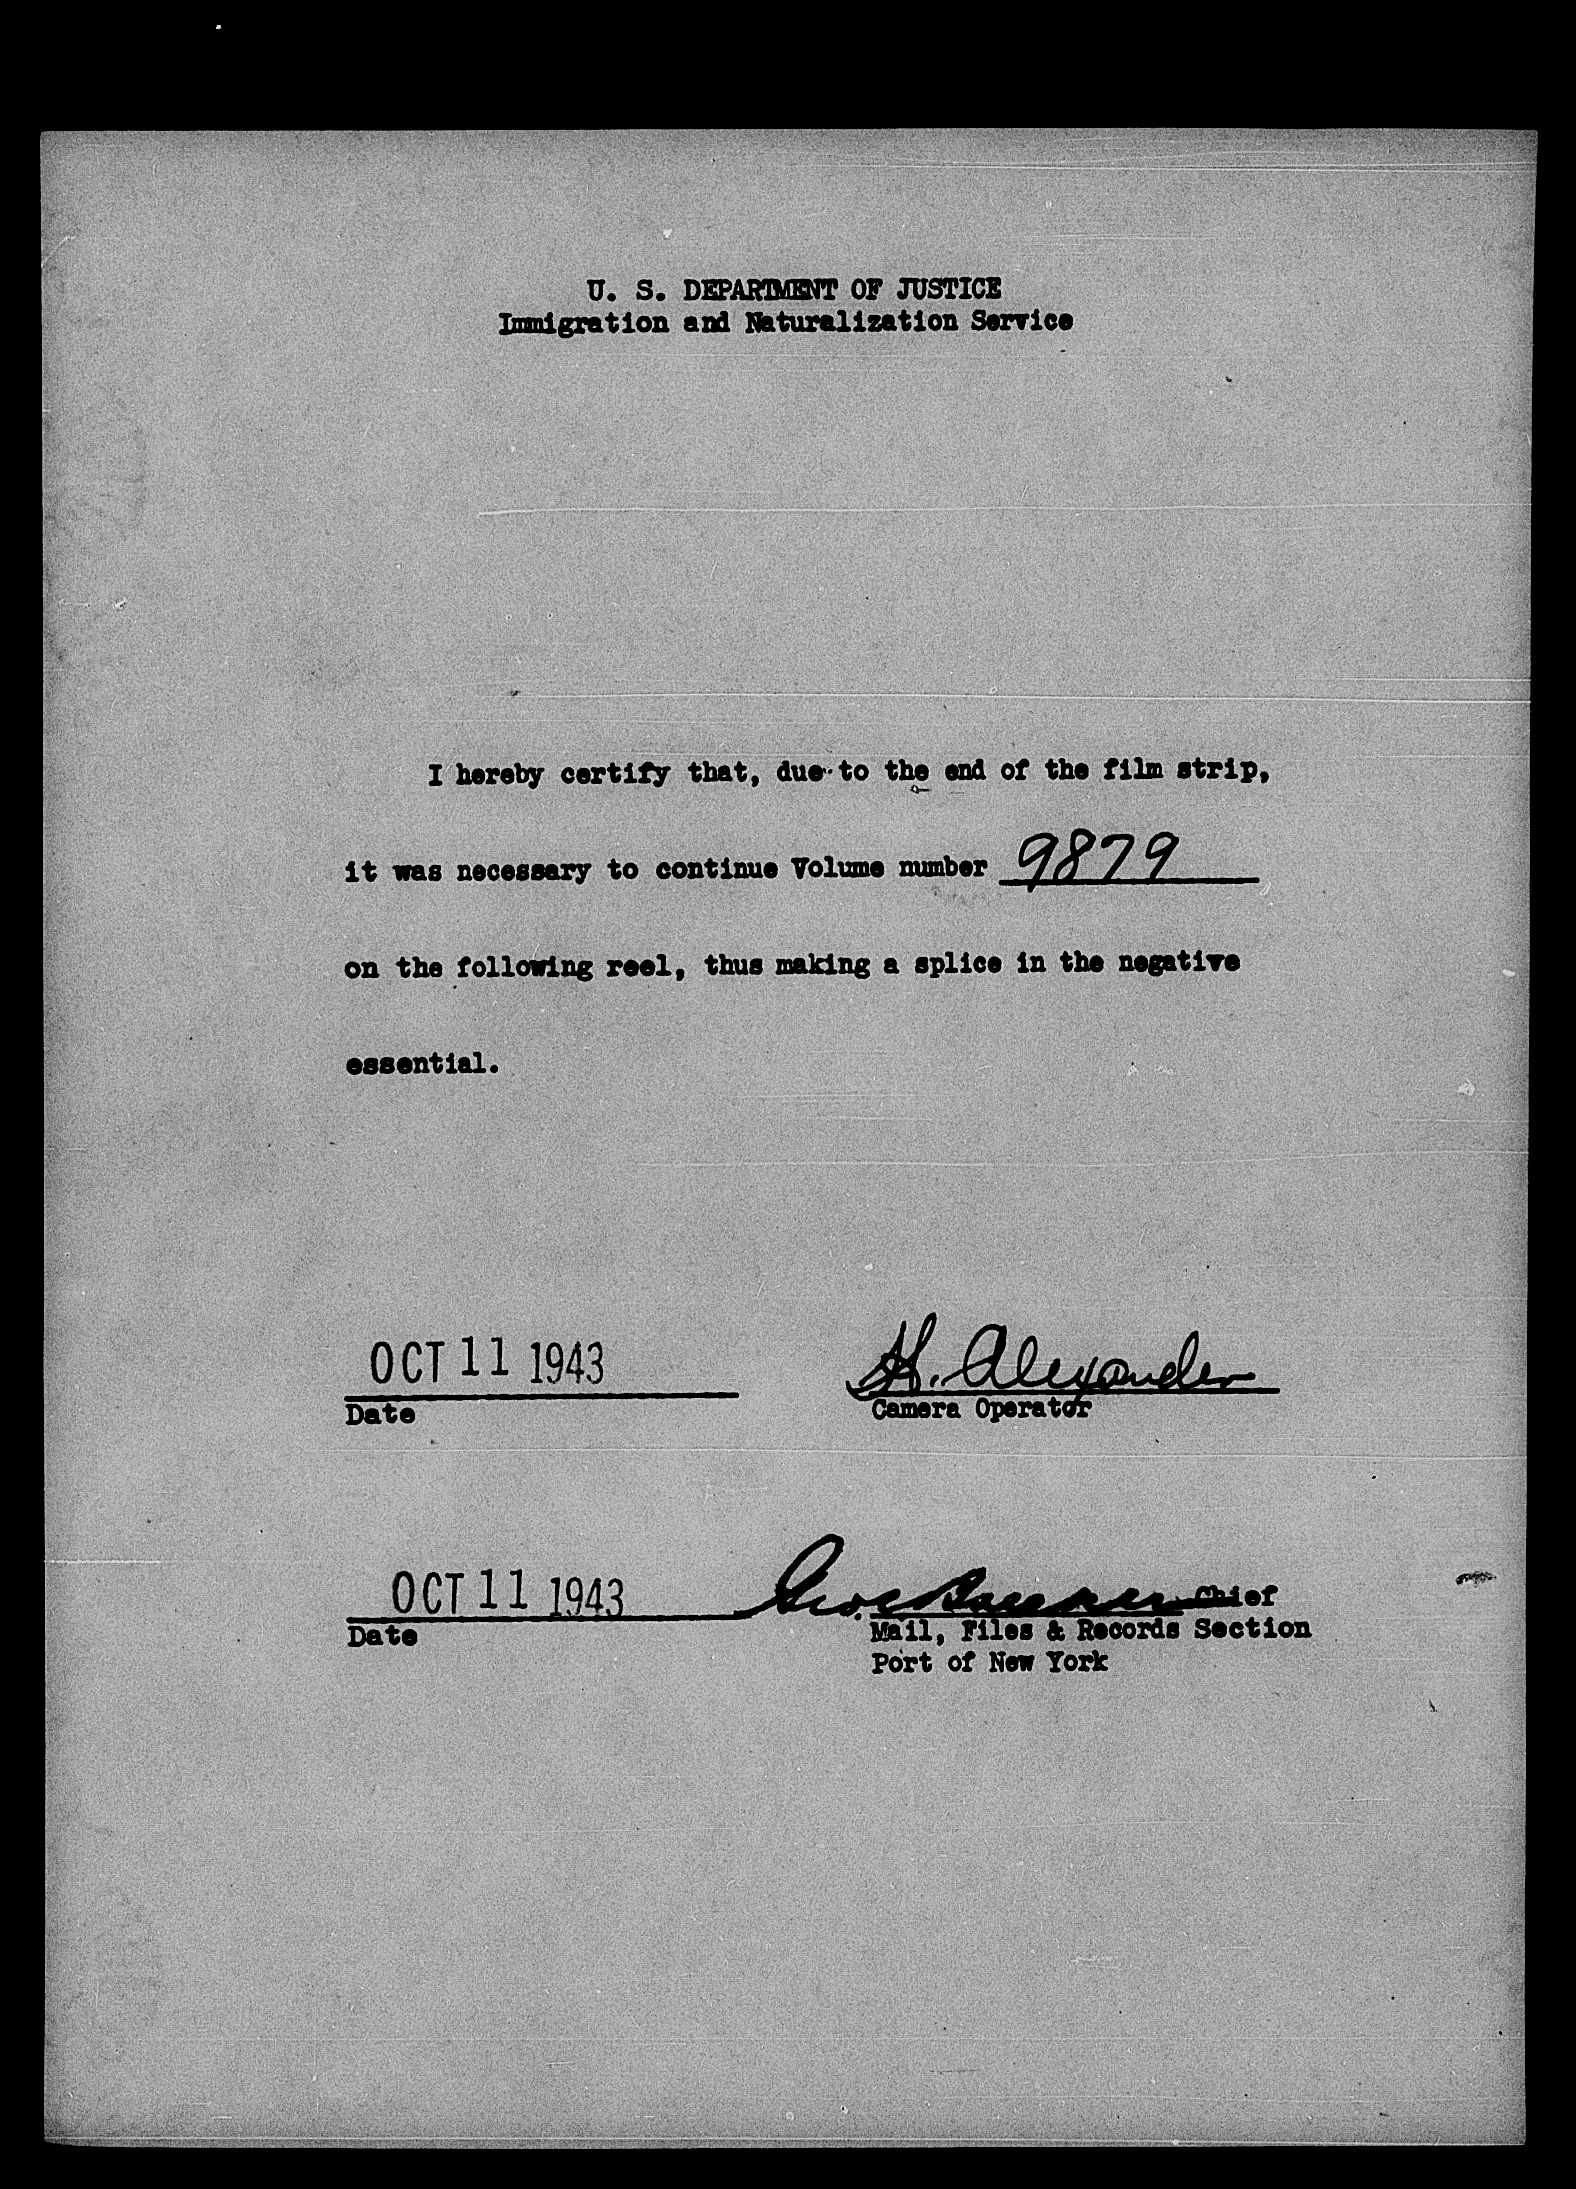 U. S. DEPARTMENT OF JUSTICE
Immigration and Naturalization Service
I hereby certify that, due to the end of the film strip,
it was necessary to continue Volume number 9879
on the following reel, thus making a splice in the negative
essential.
OCT 11 1943 H. Alexander
Date Camera Operator
OCT 11 1943 Chief
Date Mail, Files & Records Section
Port of New York